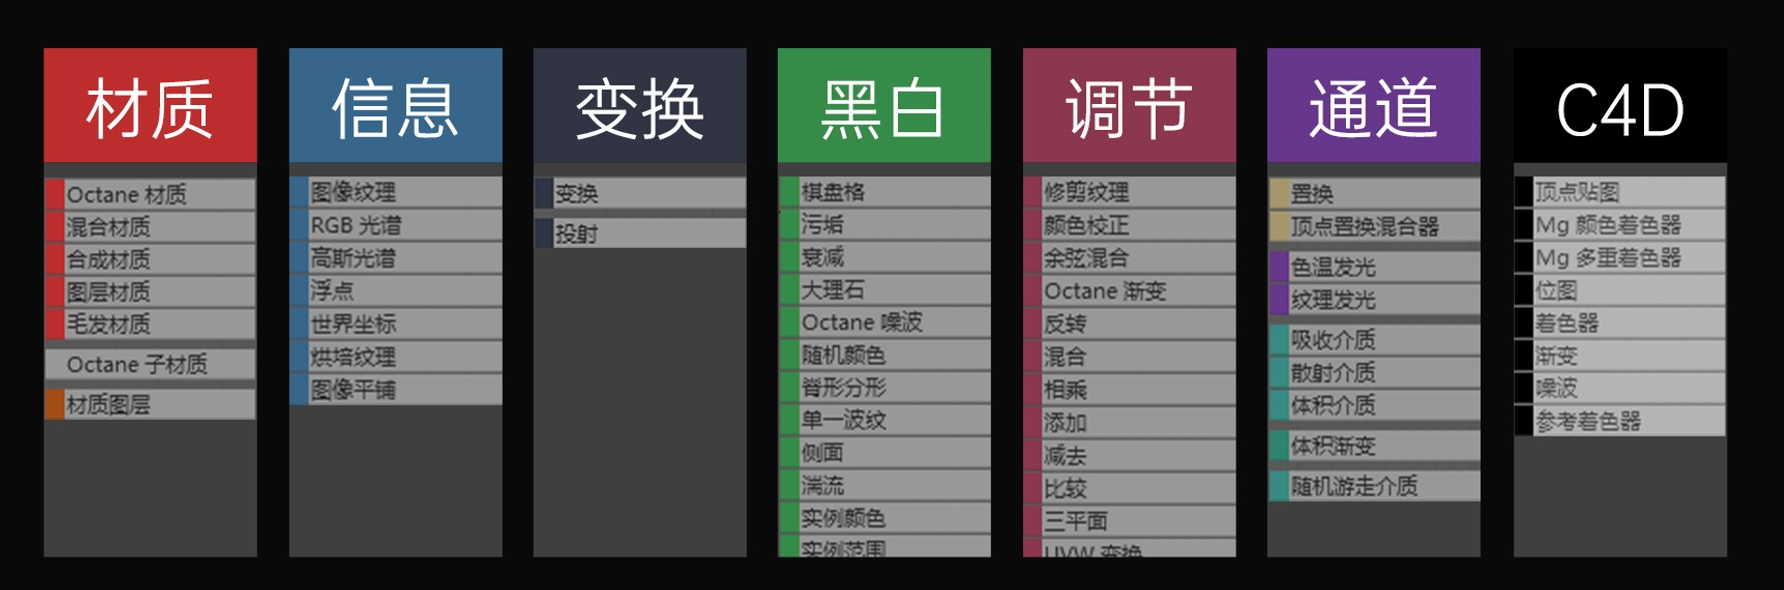 材质
Octane 材质
混合材质
合成材质
图层材质
毛发材质
Octane 子材质
材质图层
信息
图像纹理
RGB 光谱
高斯光谱
浮点
世界坐标
烘培纹理
图像平铺
变换
变换
投射
黑白
棋盘格
污垢
衰减
大理石
Octane 噪波
随机颜色
脊形分形
单一波纹
侧面
湍流
实例颜色
实例范围
调节
修剪纹理
颜色校正
余弦混合
Octane 渐变
反转
混合
相乘
添加
减去
比较
三平面
UVW 变换
通道
置换
顶点置换混合器
色温发光
纹理发光
吸收介质
散射介质
体积介质
体积渐变
随机游走介质
C4D
顶点贴图
Mg 颜色着色器
Mg 多重着色器
位图
着色器
渐变
噪波
参考着色器